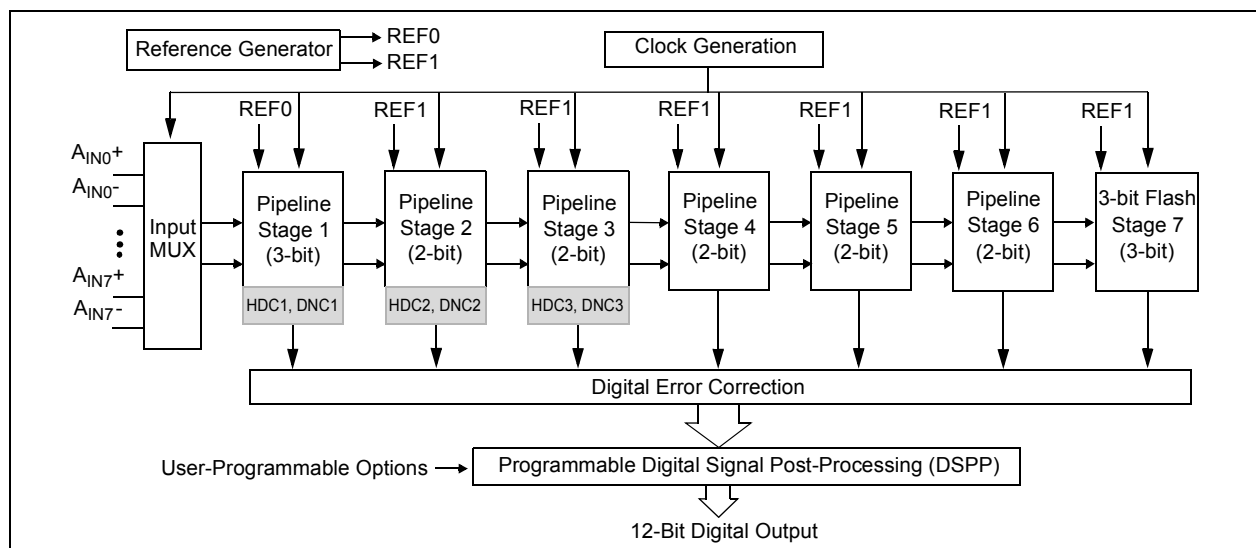 Reference Generator
REF0
REF1
Clock Generation
REF0
REF1
REF1
REF1
REF1
REF1
REF1
AIN0+
AIN0-
AIN7+
AIN7-
Input
MUX
Pipeline
Stage 1
(3-bit)
HDC1, DNC1
Pipeline
Stage 2
(2-bit)
HDC2, DNC2
Pipeline
Stage 3
(2-bit)
HDC3, DNC3
Pipeline
Stage 4
(2-bit)
Pipeline
Stage 5
(2-bit)
Pipeline
Stage 6
(2-bit)
3-bit Flash
Stage 7
(3-bit)
Digital Error Correction
User-Programmable Options
Programmable Digital Signal Post-Processing (DSPP)
12-Bit Digital Output